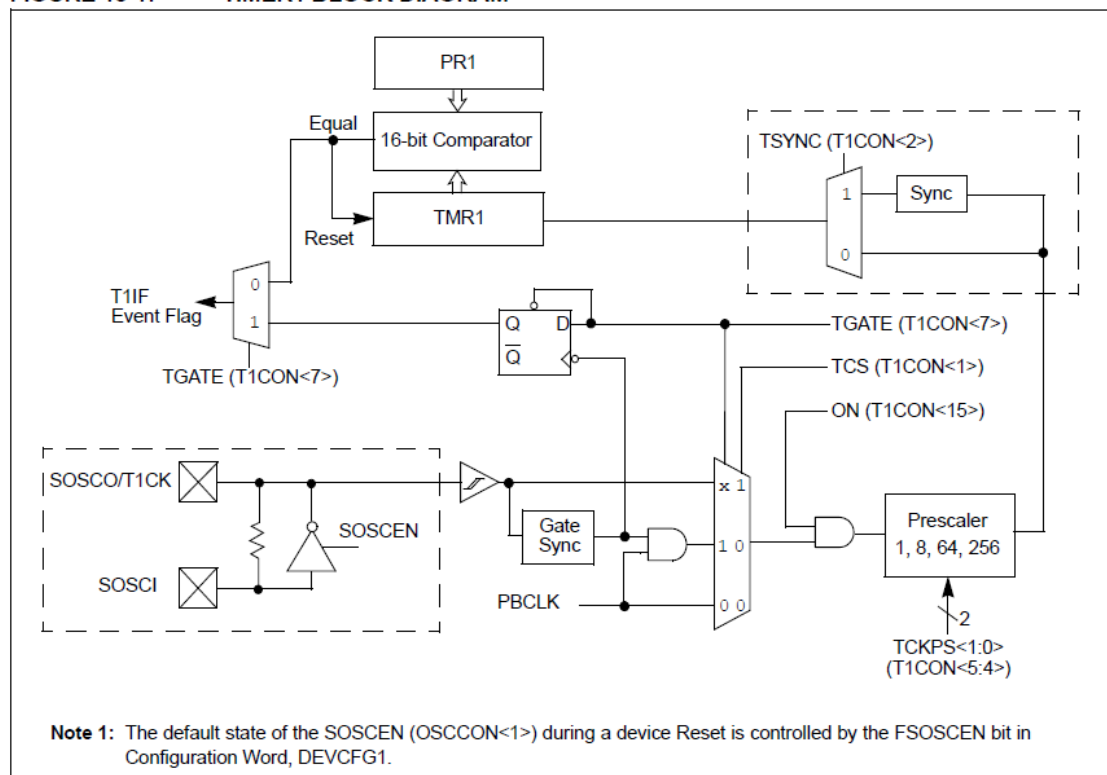 PR1
Equal
16-bit Comparator
TSYNC (T1CON<2>)
1
Sync
TMR1
Reset
0
0
T1IF
Event Flag
1
Q D
Q
TGATE (T1CON<7>)
TGATE (T1CON<7>)
TCS (T1CON<1>)
ON (T1CON<15>)
SOSCO/T1CK
x 1
SOSCEN
Gate
Sync
1 0
Prescaler
1, 8, 64, 256
SOSCI
PBCLK
0 0
2
TCKPS<1:0>
(T1CON<5:4>)
Note 1: The default state of the SOSCEN (OSCCON<1>) during a device Reset is controlled by the FSOSCEN bit in
Configuration Word, DEVCFG1.